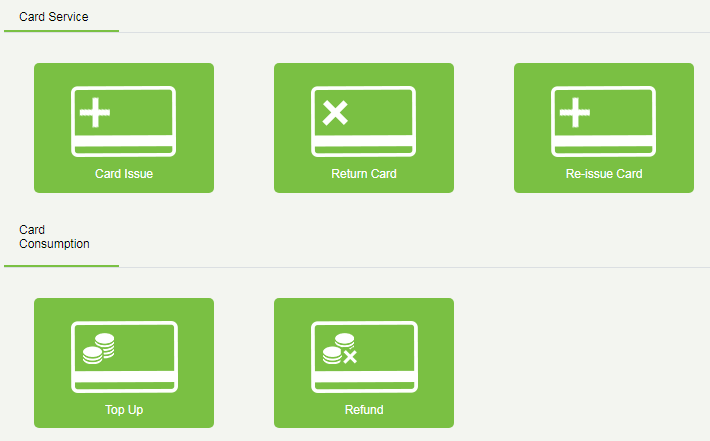 Card Service
Card Issue
Return Card
Re-issue Card
Card
Consumption
Top Up
Refund